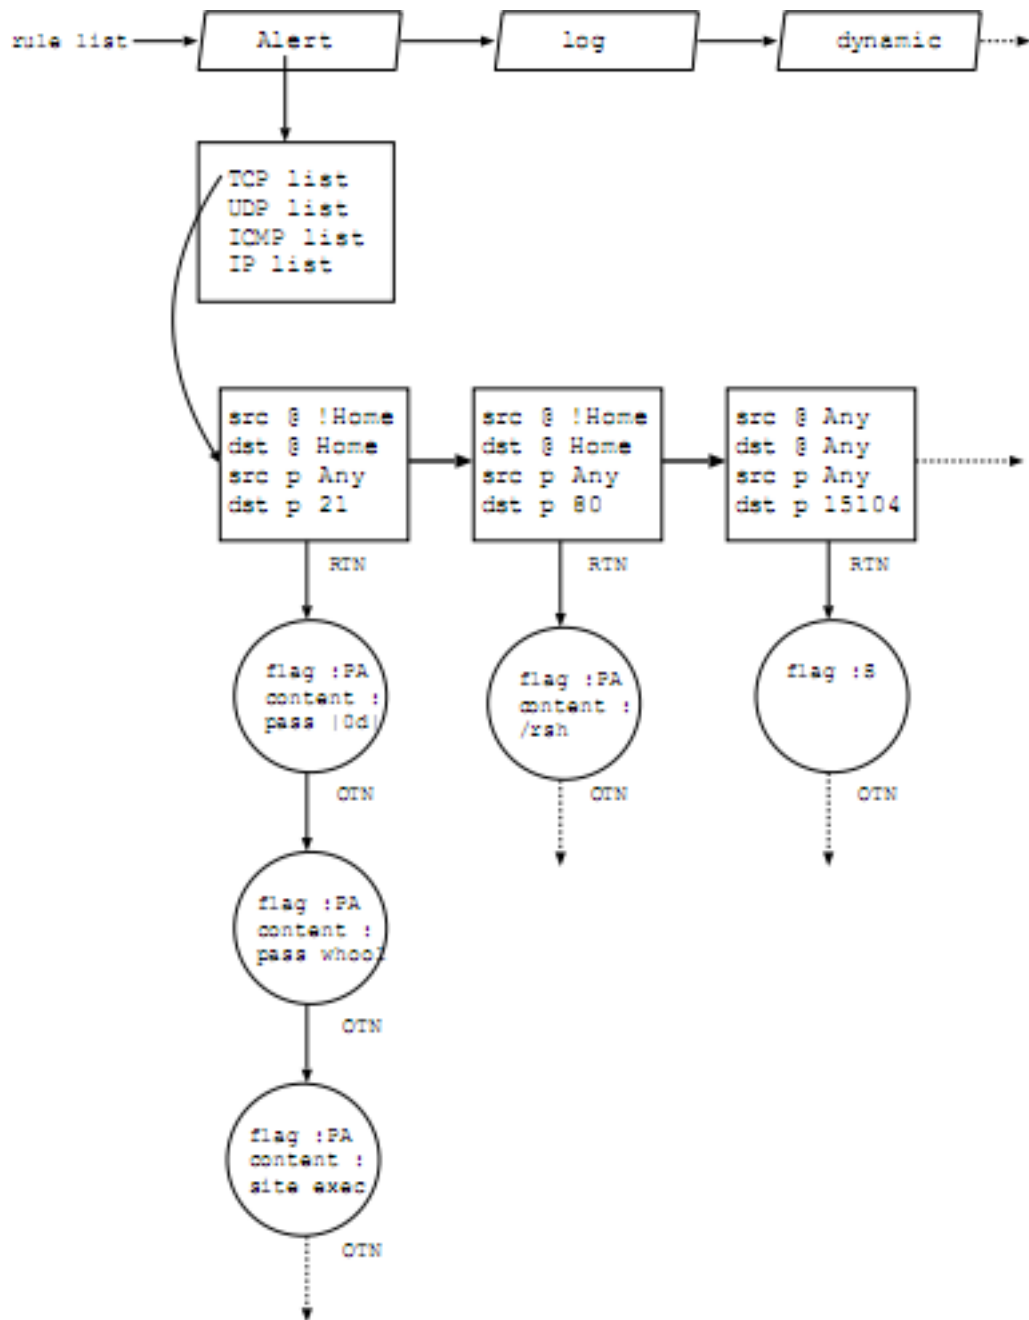 rule list
Alert
log
dynamic
TCP list
UDP list
ICMP list
IP list
src @ !Home
dst @ Home
src p Any
dst p 21
src @ !Home
dst @ Home
src p Any
dst p 80
src @ Any
dst @ Any
src p Any
dst p 15104
RTN
RTN
RTN
flag :PA
content :
pass |0d|
flag :PA
content :
/rsh
flag :S
OTN
OTN
OTN
flag :PA
content :
pass whool
OTN
flag :PA
content :
site exec
OTN